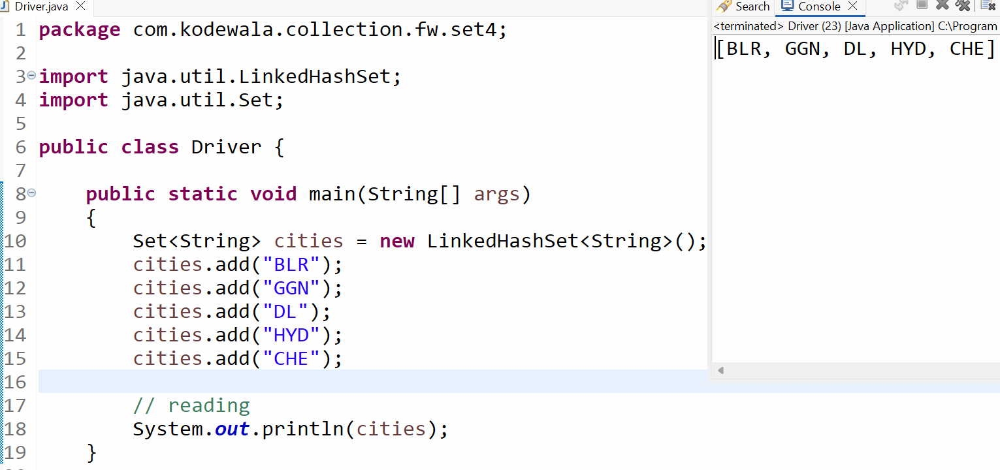 Driver.java
1 package com.kodewala.collection.fw.set4;
2
3 import java.util.LinkedHashSet;
4 import java.util.Set;
5
6 public class Driver {
7
8     public static void main(String[] args)
9     {
10         Set<String> cities = new LinkedHashSet<String>();
11         cities.add("BLR");
12         cities.add("GGN");
13         cities.add("DL");
14         cities.add("HYD");
15         cities.add("CHE");
16
17         // reading
18         System.out.println(cities);
19     }
Search Console
<terminated> Driver (23) [Java Application] C:\Program
[BLR, GGN, DL, HYD, CHE]